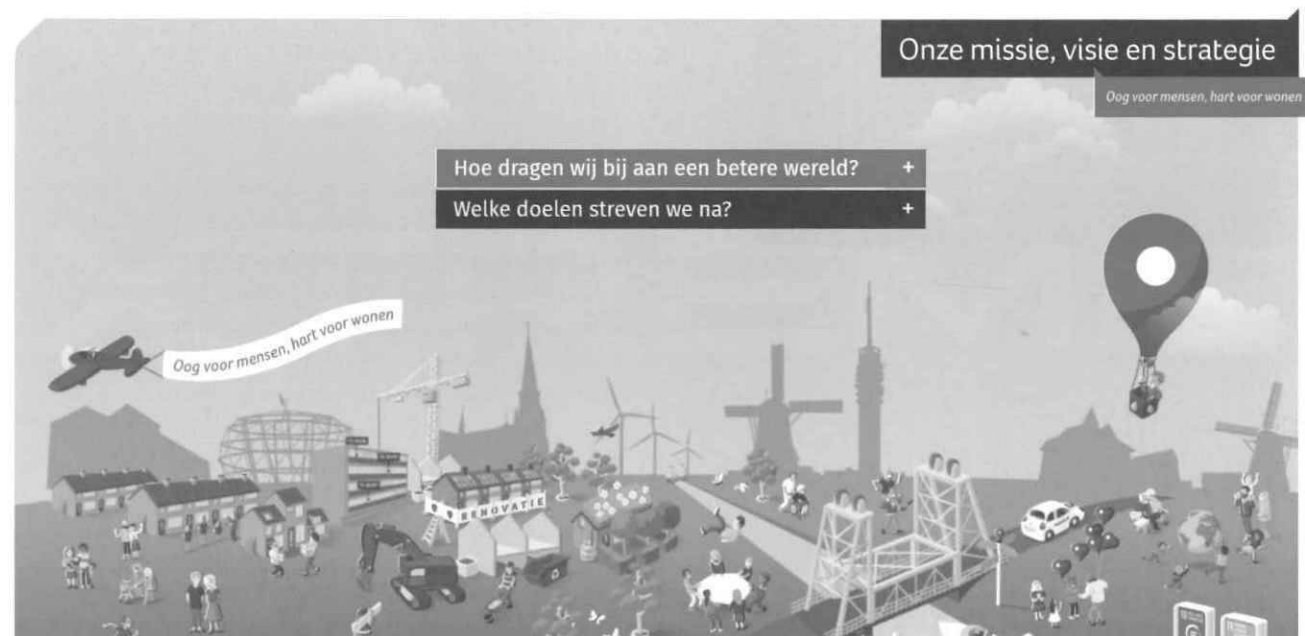 Onze missie, visie en strategie
Oog voor mensen, hart voor wonen
Hoe dragen wij bij aan een betere wereld? +
Welke doelen streven we na? +
Oog voor mensen, hart voor wonen
RENOVATIE